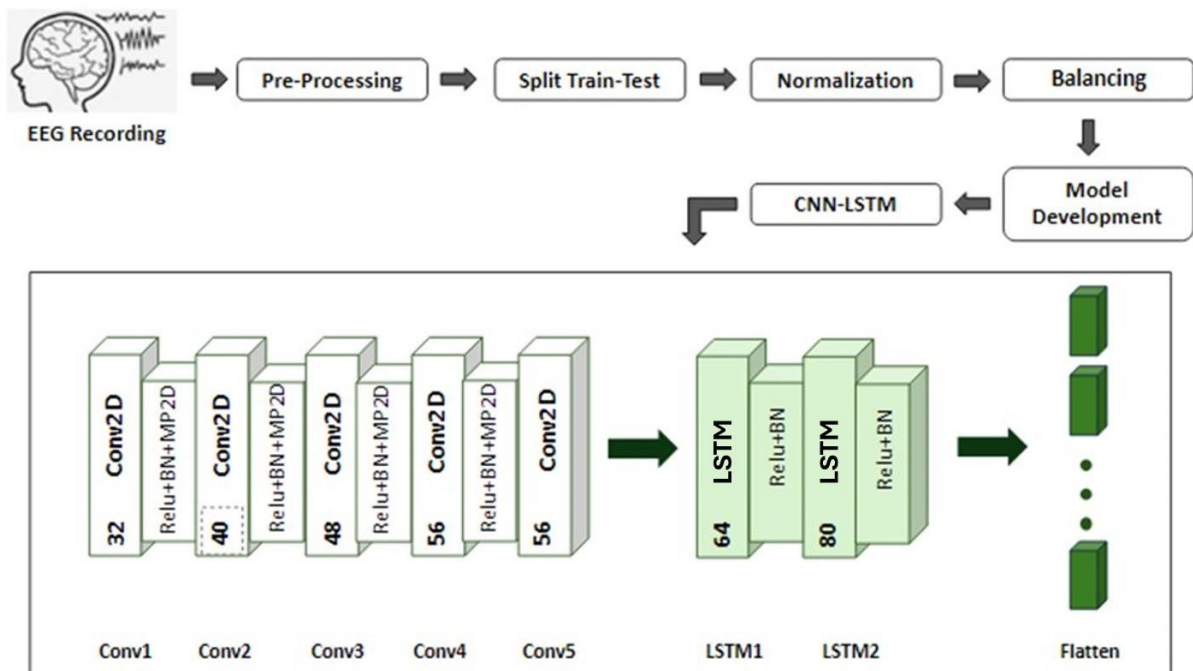 EEG Recording
Pre-Processing
Split Train-Test
Normalization
Balancing
Model
Development
CNN-LSTM
32 Conv2D
Relu+BN+MP2D
40 Conv2D
Relu+BN+MP2D
48 Conv2D
Relu+BN+MP2D
56 Conv2D
Relu+BN+MP2D
56 Conv2D
64 LSTM
Relu+BN
80 LSTM
Relu+BN
Conv1
Conv2
Conv3
Conv4
Conv5
LSTM1
LSTM2
Flatten